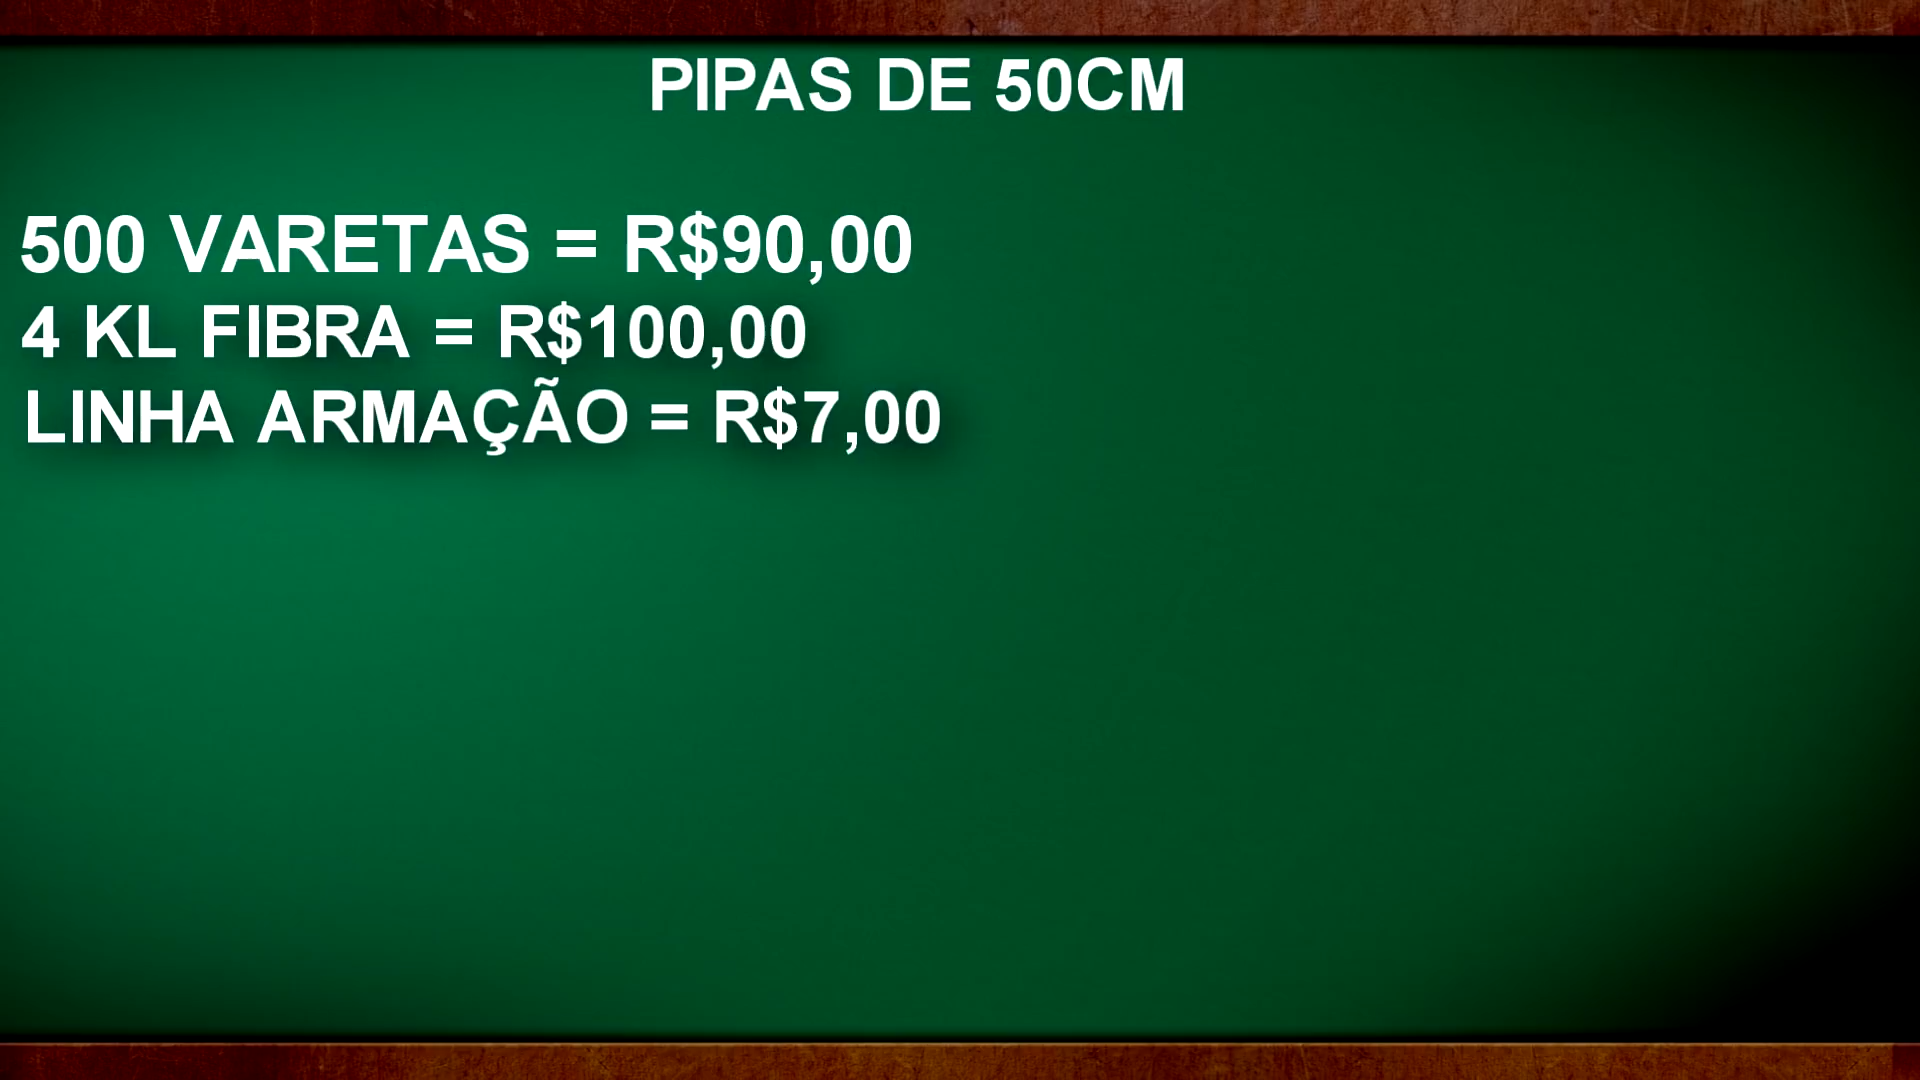 PIPAS DE 50CM
500 VARETAS = R$90,00
4 KL FIBRA = R$100,00
LINHA ARMAÇÃO = R$7,00